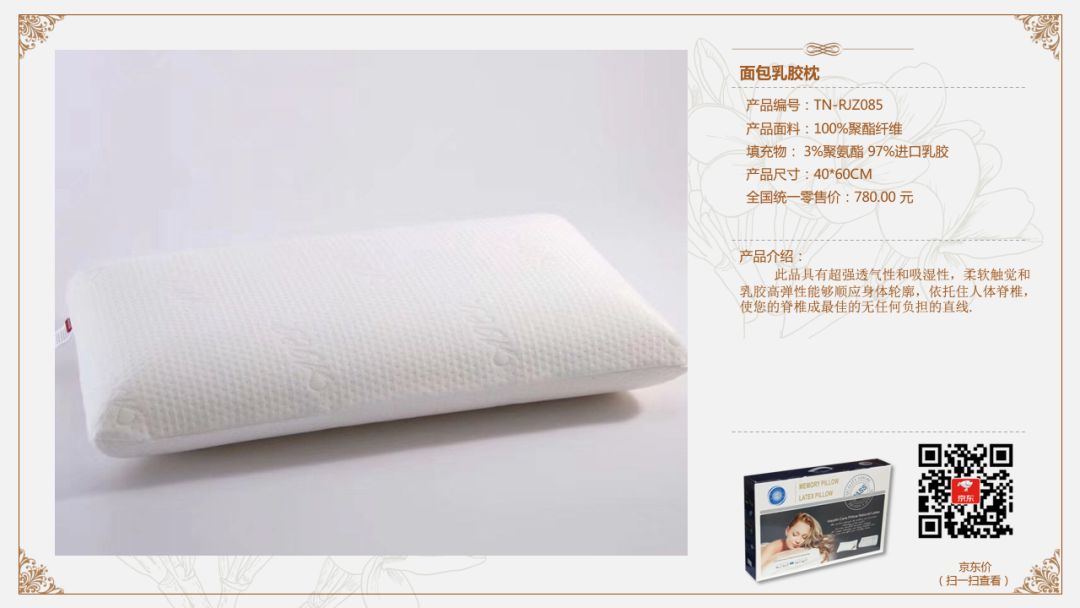 面包乳胶枕
产品编号：TN-RJZ085
产品面料：100%聚酯纤维
填充物： 3%聚氨酯 97%进口乳胶
产品尺寸：40*60CM
全国统一零售价：780.00 元
产品介绍：
此品具有超强透气性和吸湿性，柔软触觉和
乳胶高弹性能够顺应身体轮廓，依托住人体脊椎，
使您的脊椎成最佳的无任何负担的直线.
MEMORY PILLOW
LATEX PILLOW
京东
京东价
（扫一扫查看）